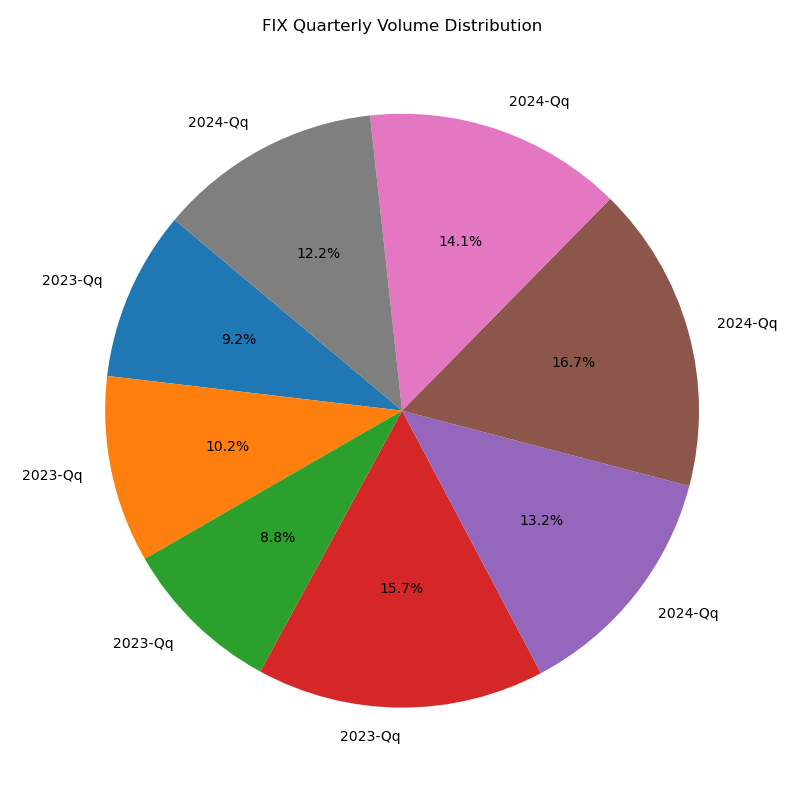 FIX Quarterly Volume Distribution
2024-Qq
2024-Qq
14.1%
12.2%
2023-Qq
2024-Qq
9.2%
16.7%
10.2%
2023-Qq
13.2%
8.8%
15.7%
2024-Qq
2023-Qq
2023-Qq